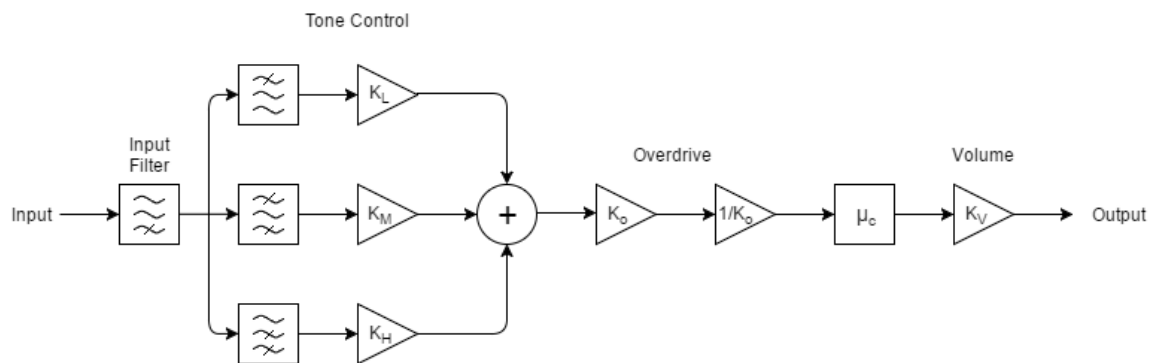 Tone Control
K_L
Input
Filter
Overdrive
Volume
Input
K_M
+
K_o
1/K_o
μ_c
K_V
Output
K_H